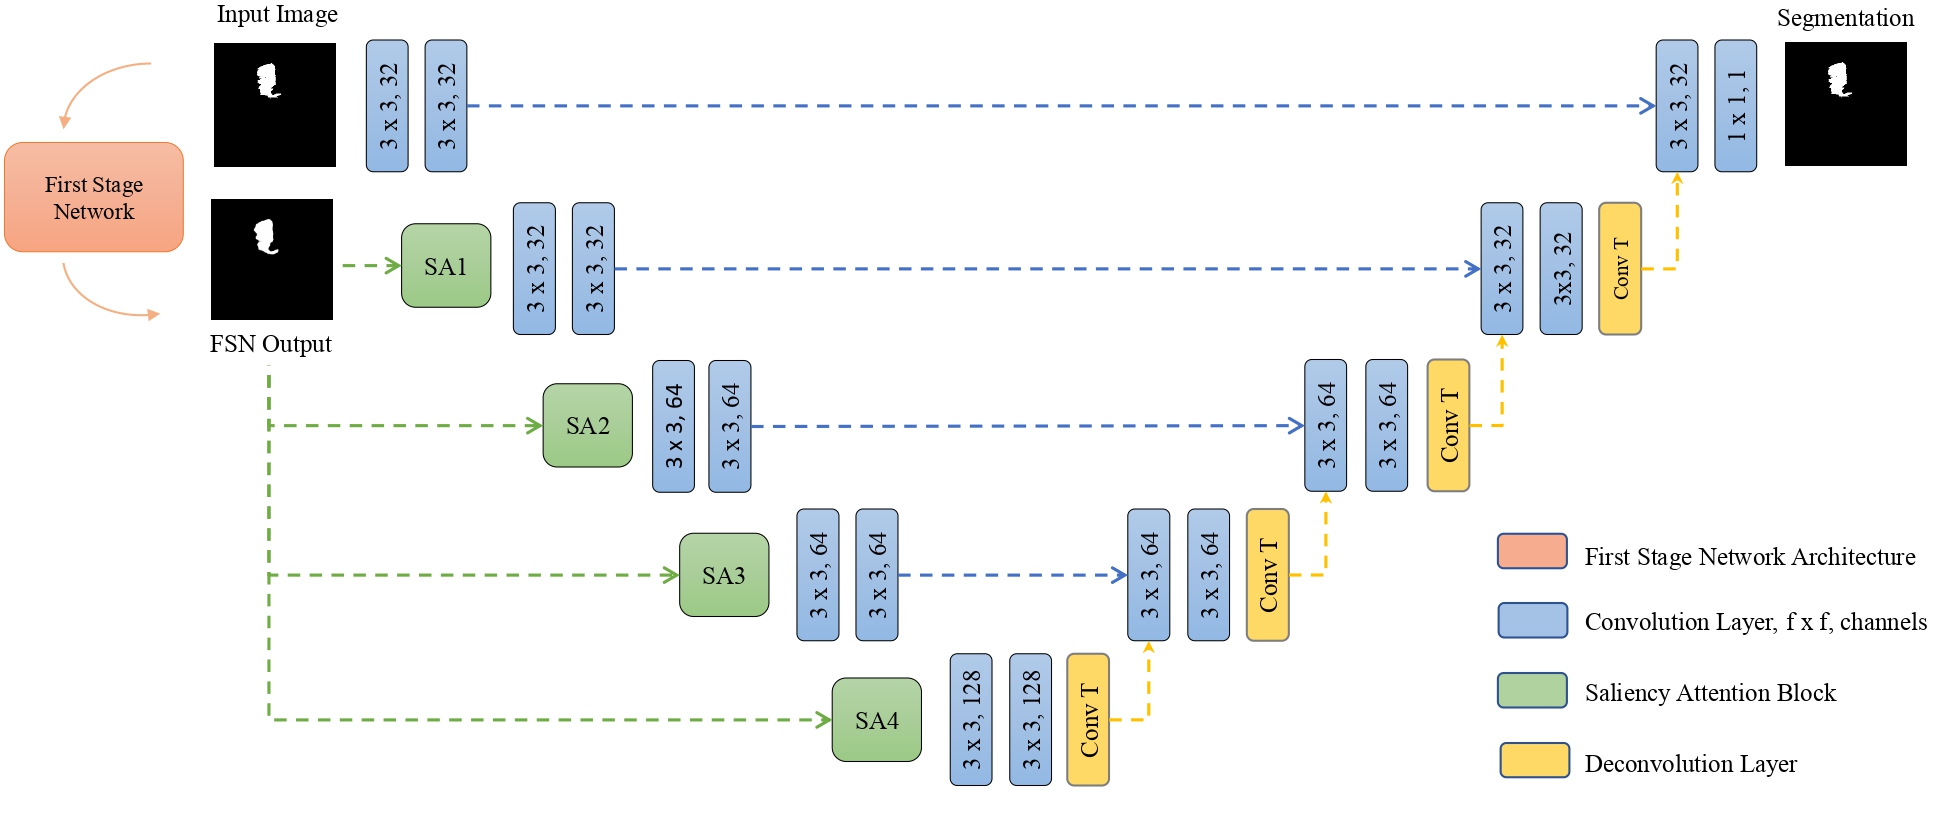 Input Image
Segmentation
3 x 3, 32
3 x 3, 32
3 x 3, 32
1 x 1, 1
First Stage
Network
SA1
3 x 3, 32
3 x 3, 32
3 x 3, 32
3x3, 32
Conv T
FSN Output
SA2
3 x 3, 64
3 x 3, 64
3 x 3, 64
3 x 3, 64
Conv T
SA3
3 x 3, 64
3 x 3, 64
3 x 3, 64
3 x 3, 64
Conv T
SA4
3 x 3, 128
3 x 3, 128
Conv T
First Stage Network Architecture
Convolution Layer, f x f, channels
Saliency Attention Block
Deconvolution Layer